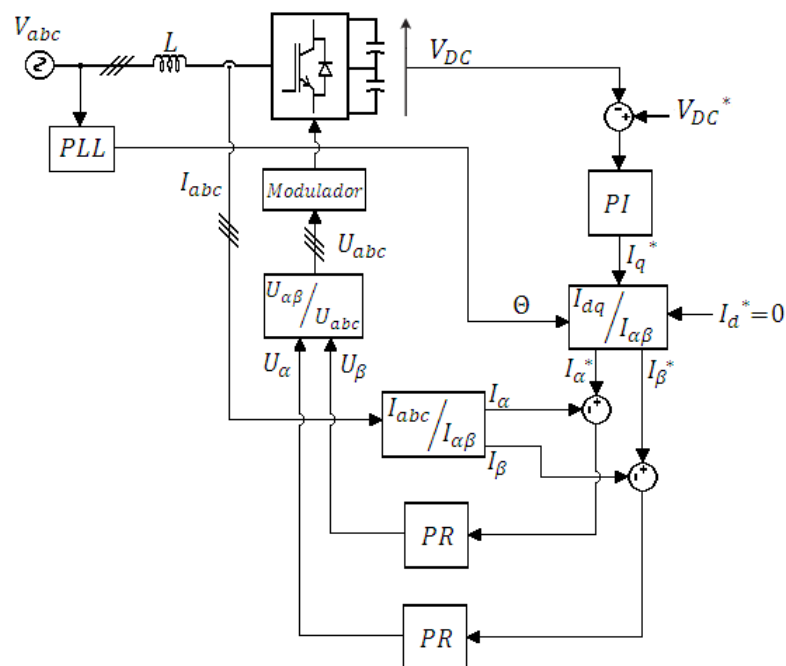 V_abc
L
V_DC
V_DC*
PLL
I_abc
Modulador
PI
U_abc
I_q*
U_αβ/U_abc
Θ
I_dq/I_αβ
I_d*=0
U_α
U_β
I_α*
I_β*
I_abc/I_αβ
I_α
I_β
PR
PR